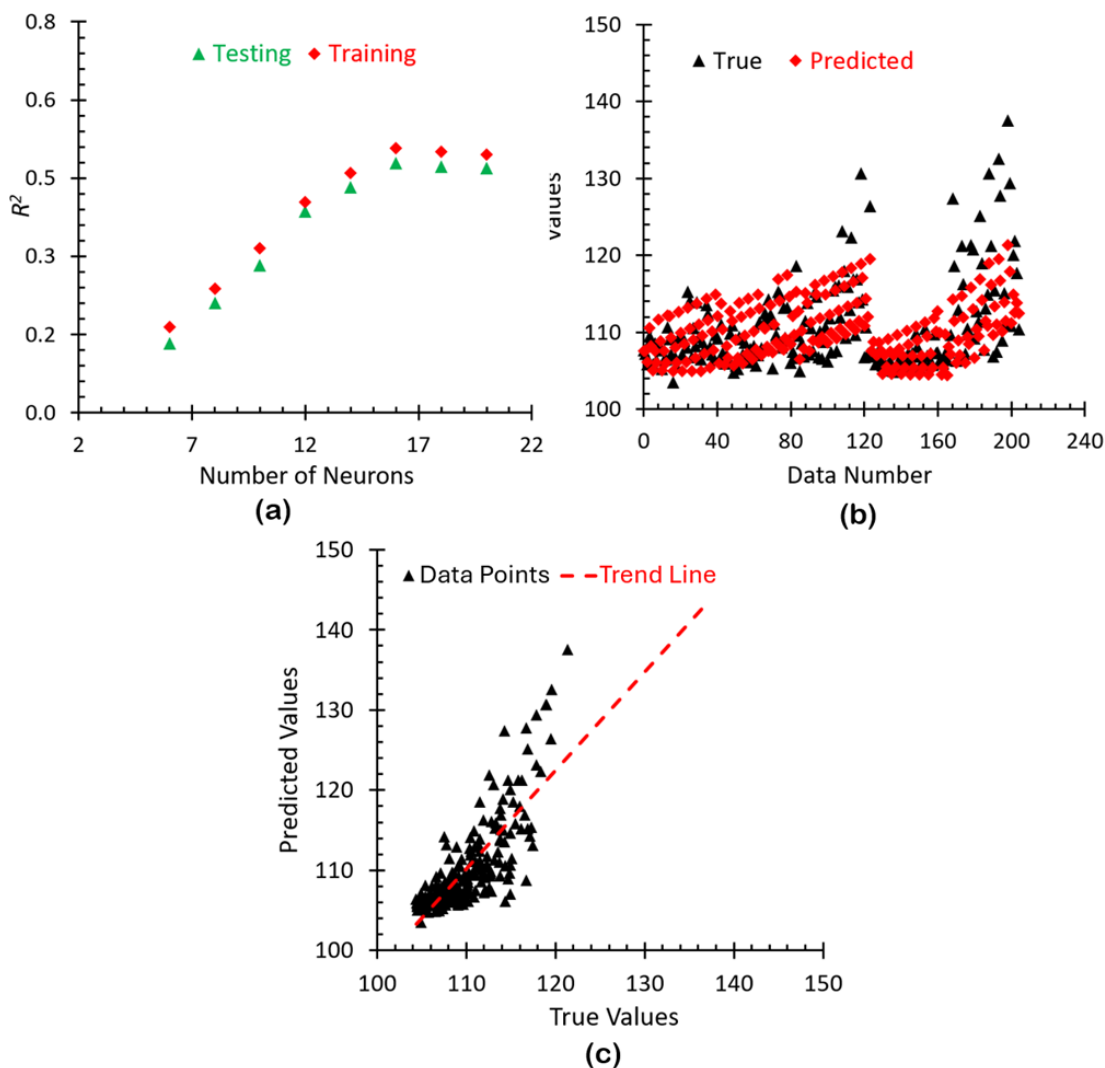 0.8
0.6
0.5
0.3
0.2
0.0
R²
Testing Training
2 7 12 17 22
Number of Neurons
(a)
150
140
130
120
110
100
values
True Predicted
0 40 80 120 160 200 240
Data Number
(b)
150
140
130
120
110
100
Predicted Values
Data Points Trend Line
100 110 120 130 140 150
True Values
(c)